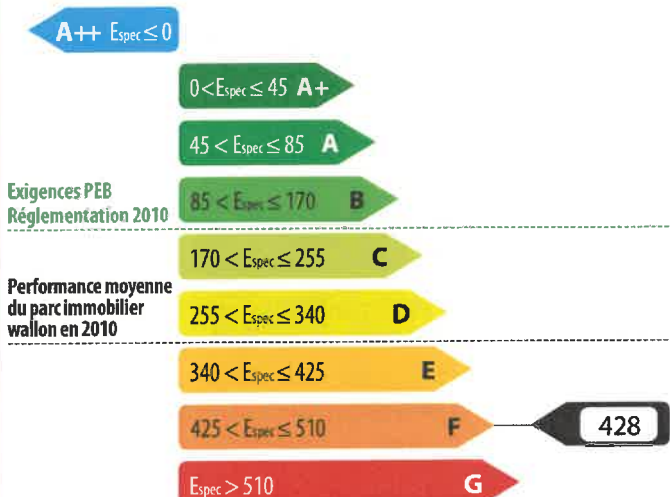 A++ Espec ≤ 0
0 < Espec ≤ 45 A+
45 < Espec ≤ 85 A
Exigences PEB
Réglementation 2010
85 < Espec ≤ 170 B
170 < Espec ≤ 255 C
Performance moyenne
du parc immobilier
wallon en 2010
255 < Espec ≤ 340 D
340 < Espec ≤ 425 E
425 < Espec ≤ 510 F
428
Espec > 510 G